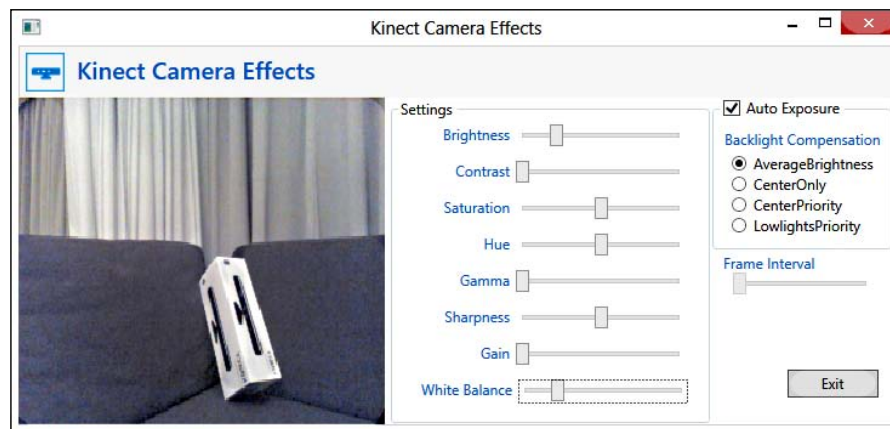 Kinect Camera Effects
Kinect Camera Effects
Settings
Brightness
Contrast
Saturation
Hue
Gamma
Sharpness
Gain
White Balance
Auto Exposure
Backlight Compensation
AverageBrightness
CenterOnly
CenterPriority
LowlightsPriority
Frame Interval
Exit